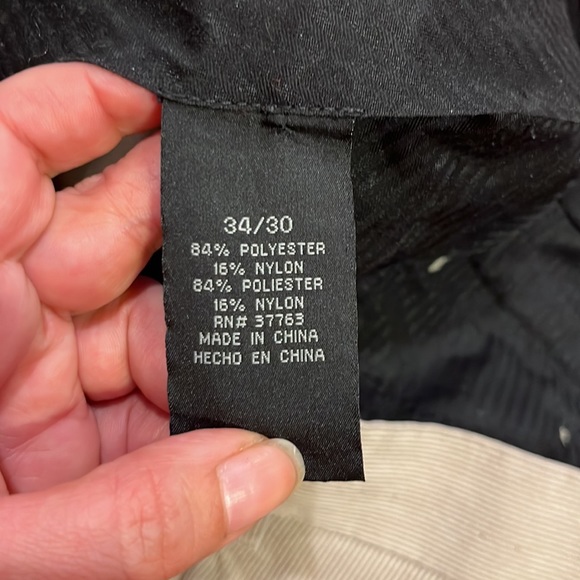 34/30
84% POLYESTER
16% NYLON
84% POLIESTER
16% NYLON
RN# 37763
MADE IN CHINA
HECHO EN CHINA